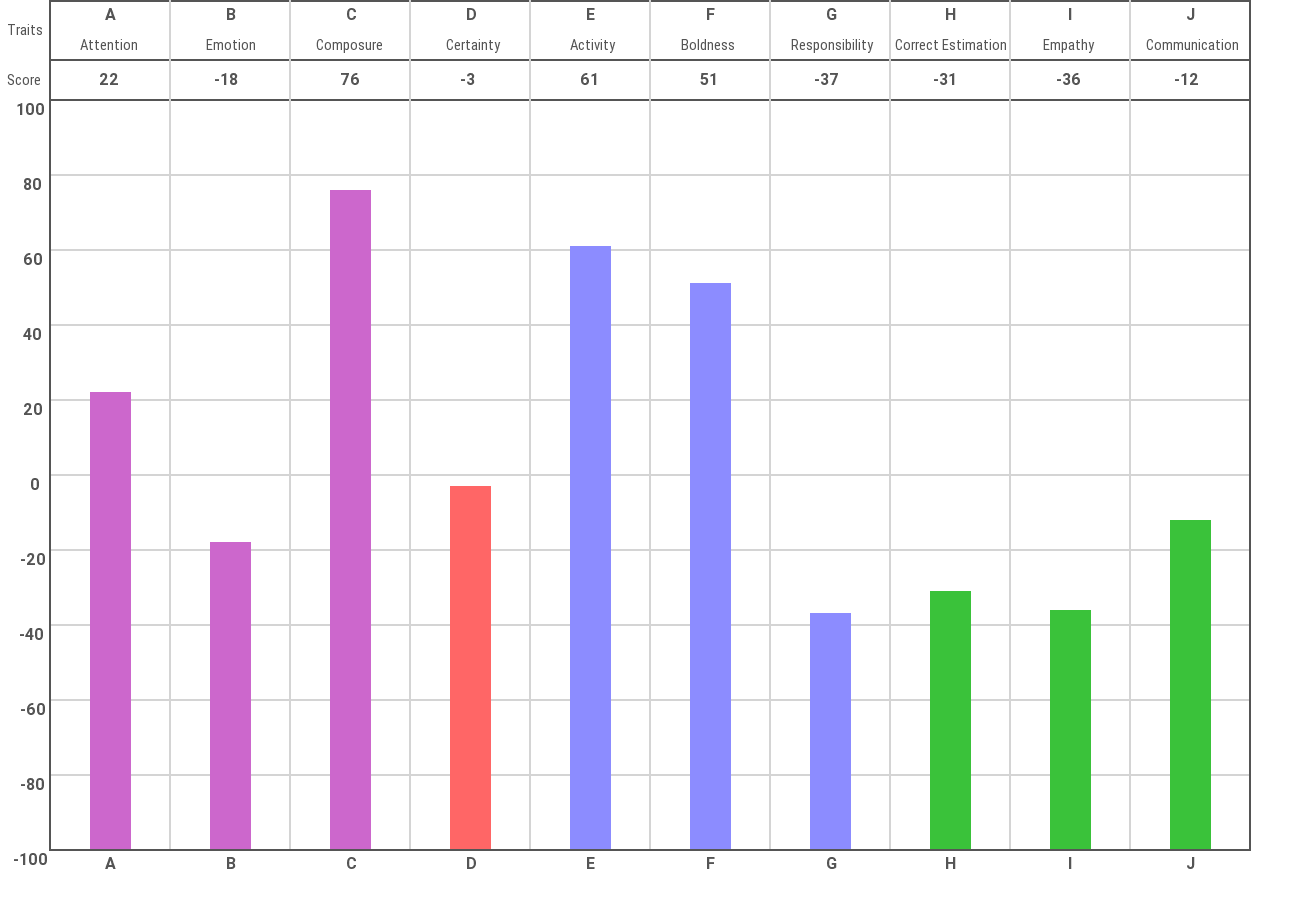 Traits A B C D E F G H I J
Attention Emotion Composure Certainty Activity Boldness Responsibility Correct Estimation Empathy Communication
Score 22 -18 76 -3 61 51 -37 -31 -36 -12
100
80
60
40
20
0
-20
-40
-60
-80
-100
A B C D E F G H I J